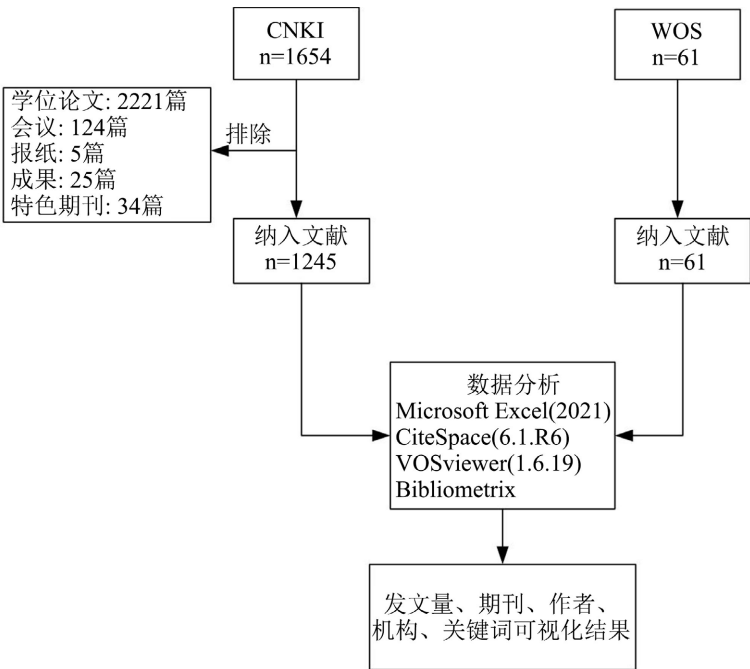 CNKI
n=1654
WOS
n=61
学位论文: 2221篇
会议: 124篇
报纸: 5篇
成果: 25篇
特色期刊: 34篇
排除
纳入文献
n=1245
纳入文献
n=61
数据分析
Microsoft Excel(2021)
CiteSpace(6.1.R6)
VOSviewer(1.6.19)
Bibliometrix
发文量、期刊、作者、
机构、关键词可视化结果